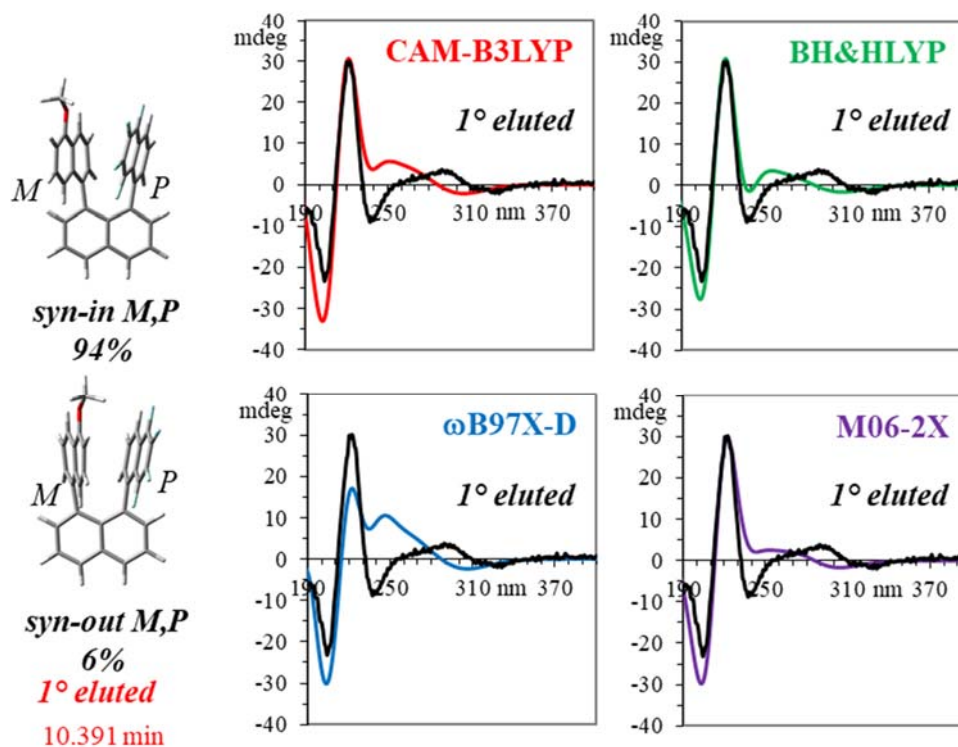 M
P
syn-in M,P
94%
M
P
syn-out M,P
6%
1° eluted
10.391 min
40
mdeg
30
20
10
0
-10
-20
-30
-40
CAM-B3LYP
1° eluted
190
250
310 nm 370
40
mdeg
30
20
10
0
-10
-20
-30
-40
BH&HLYP
1° eluted
190
250
310 nm 370
40
mdeg
30
20
10
0
-10
-20
-30
-40
ωB97X-D
1° eluted
190
250
310 nm 370
40
mdeg
30
20
10
0
-10
-20
-30
-40
M06-2X
1° eluted
190
250
310 nm 370